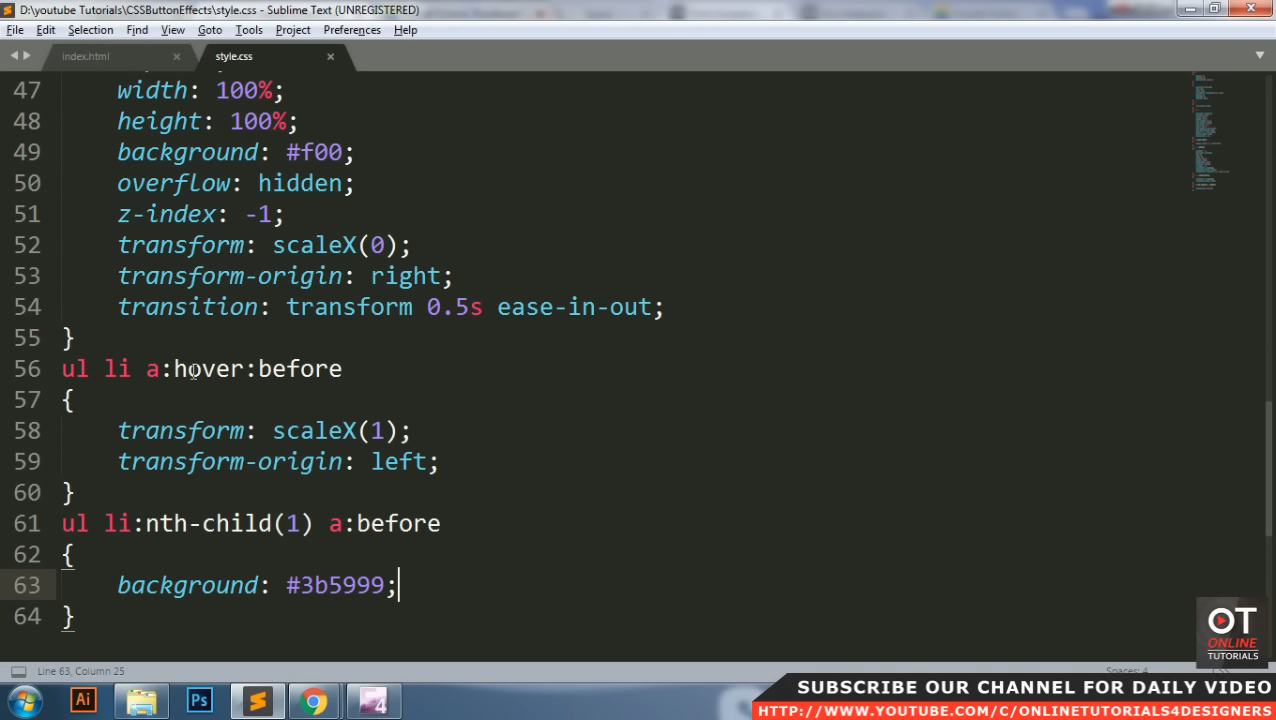 D:\youtube Tutorials\CSSButtonEffects\style.css - Sublime Text (UNREGISTERED)
File Edit Selection Find View Goto Tools Project Preferences Help
index.html style.css
47 width: 100%;
48 height: 100%;
49 background: #f00;
50 overflow: hidden;
51 z-index: -1;
52 transform: scaleX(0);
53 transform-origin: right;
54 transition: transform 0.5s ease-in-out;
55 }
56 ul li a:hover:before
57 {
58 transform: scaleX(1);
59 transform-origin: left;
60 }
61 ul li:nth-child(1) a:before
62 {
63 background: #3b5999;
64 }
OT
ONLINE
TUTORIALS
Line 63, Column 25
Ai Ps 4
SUBSCRIBE OUR CHANNEL FOR DAILY VIDEO
HTTP://WWW.YOUTUBE.COM/C/ONLINETUTORIALS4DESIGNERS